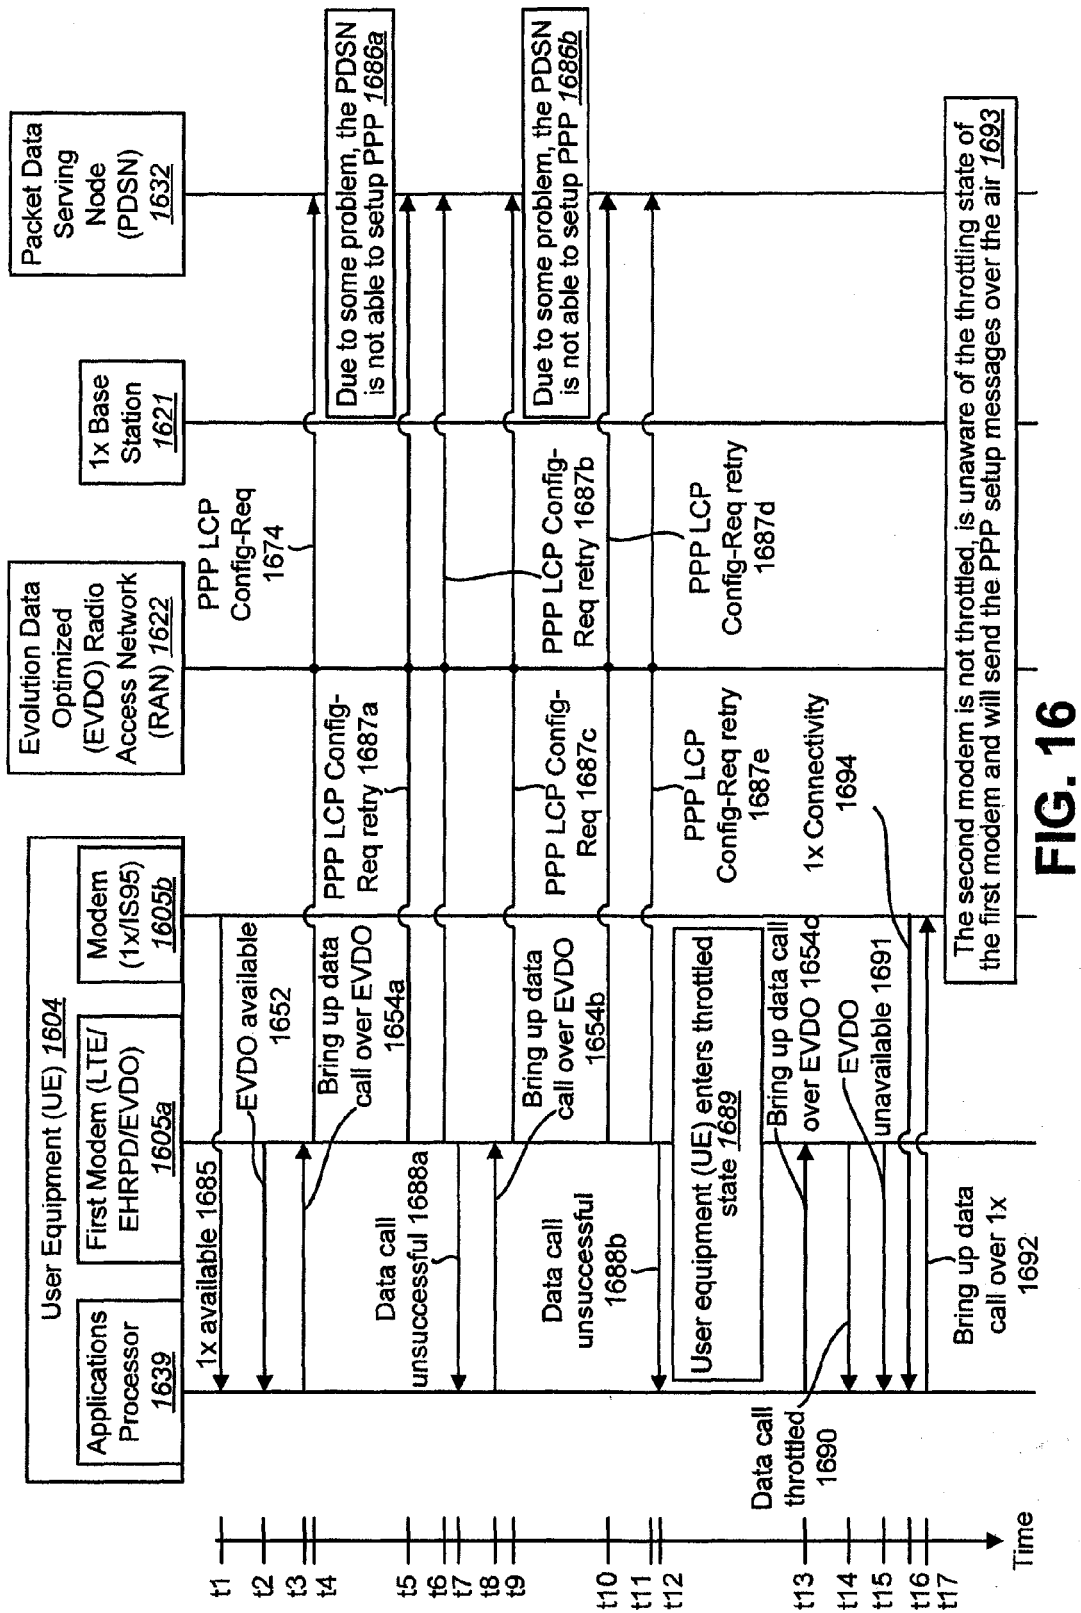 User Equipment (UE) 1604
Applications
Processor
1639
First Modem (LTE/
EHRPD/EVDO)
1605a
Modem
(1x/IS95)
1605b
Evolution Data
Optimized
(EVDO) Radio
Access Network
(RAN) 1622
1x Base
Station
1621
Packet Data
Serving
Node
(PDSN)
1632
t1
t2
t3
t4
t5
t6
t7
t8
t9
t10
t11
t12
t13
t14
t15
t16
t17
Time
1x available 1685
EVDO available
1652
Bring up data
call over EVDO
1654a
PPP LCP
Config-Req
1674
Due to some problem, the PDSN
is not able to setup PPP 1686a
PPP LCP Config-
Req retry 1687a
PPP LCP Config-
Req retry 1687b
Data call
unsuccessful 1688a
Bring up data
call over EVDO
1654b
PPP LCP Config-
Req 1687c
Due to some problem, the PDSN
is not able to setup PPP 1686b
PPP LCP
Config-Req retry
1687d
PPP LCP
Config-Req retry
1687e
Data call
unsuccessful
1688b
User equipment (UE) enters throttled
state 1689
Bring up data call
over EVDO 1654c
Data call
throttled
1690
EVDO
unavailable 1691
1x Connectivity
1694
Bring up data
call over 1x
1692
The second modem is not throttled, is unaware of the throttling state of
the first modem and will send the PPP setup messages over the air 1693
FIG. 16